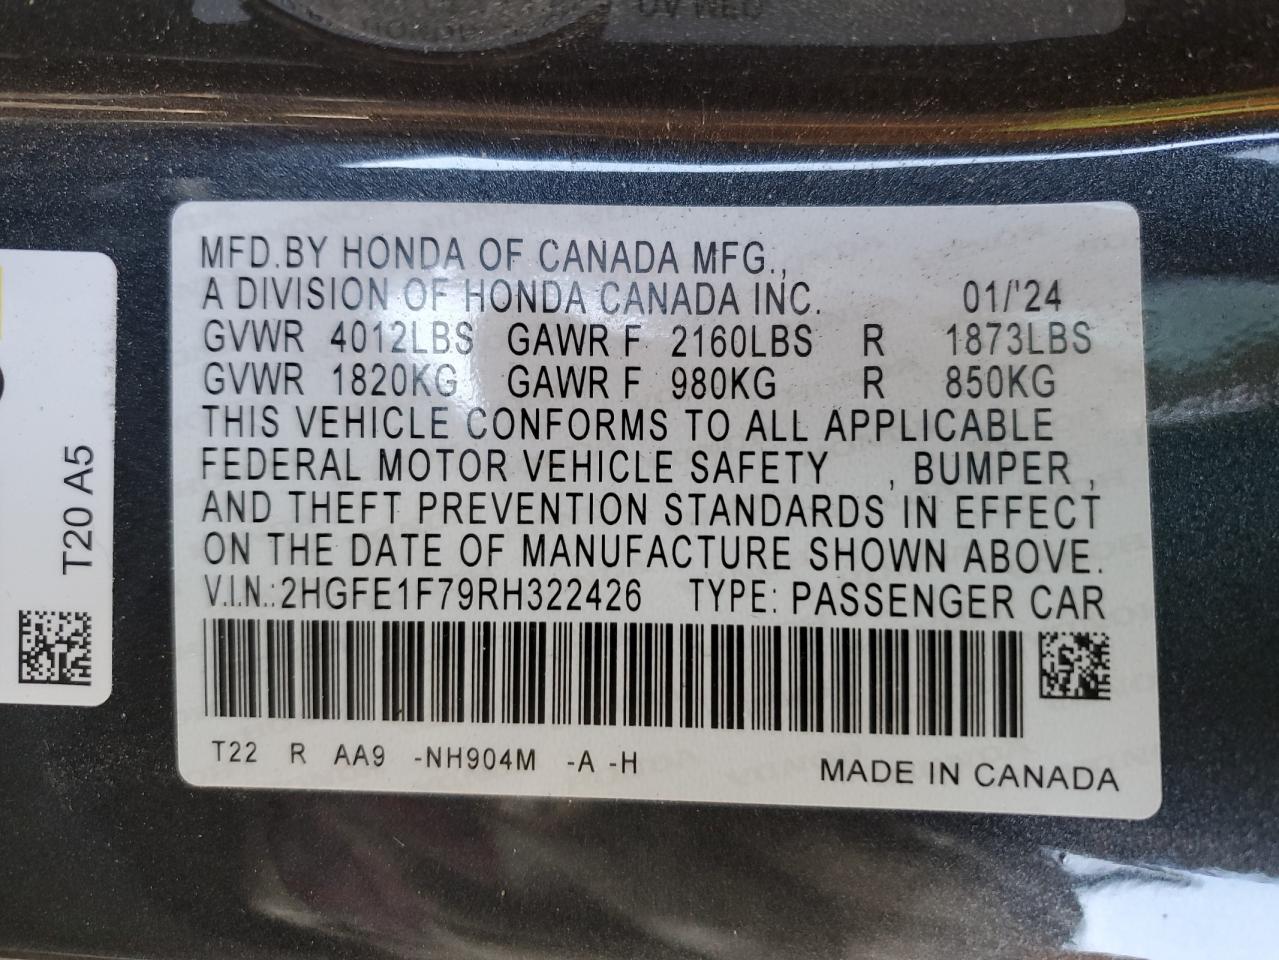 MFD.BY HONDA OF CANADA MFG.,
A DIVISION OF HONDA CANADA INC. 01/'24
GVWR 4012LBS GAWR F 2160LBS R 1873LBS
GVWR 1820KG GAWR F 980KG R 850KG
THIS VEHICLE CONFORMS TO ALL APPLICABLE
FEDERAL MOTOR VEHICLE SAFETY , BUMPER ,
AND THEFT PREVENTION STANDARDS IN EFFECT
ON THE DATE OF MANUFACTURE SHOWN ABOVE.
V.I.N.:2HGFE1F79RH322426 TYPE: PASSENGER CAR
T22 R AA9 -NH904M -A -H
MADE IN CANADA
T20 A5